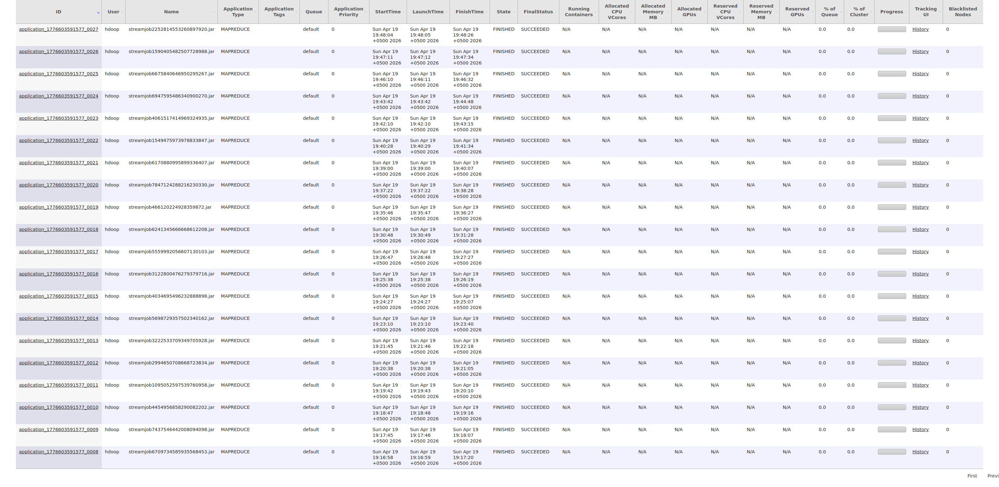 ID User Name Application Type Application Tags Queue Application Priority StartTime LaunchTime FinishTime State FinalStatus Running Containers Allocated CPU VCores Allocated Memory MB Allocated GPUs Reserved CPU VCores Reserved Memory MB Reserved GPUs % of Queue % of Cluster Progress Tracking UI Blacklisted Nodes
application_1776603591577_0027 hdoop streamjob2252814553260897920.jar MAPREDUCE default 0 Sun Apr 19 19:48:04 +0500 2026 Sun Apr 19 19:48:05 +0500 2026 Sun Apr 19 19:48:26 +0500 2026 FINISHED SUCCEEDED N/A N/A N/A N/A N/A N/A N/A 0.0 0.0 History 0
application_1776603591577_0026 hdoop streamjob1590405482507728988.jar MAPREDUCE default 0 Sun Apr 19 19:47:11 +0500 2026 Sun Apr 19 19:47:12 +0500 2026 Sun Apr 19 19:47:34 +0500 2026 FINISHED SUCCEEDED N/A N/A N/A N/A N/A N/A N/A 0.0 0.0 History 0
application_1776603591577_0025 hdoop streamjob6675840646950295267.jar MAPREDUCE default 0 Sun Apr 19 19:46:10 +0500 2026 Sun Apr 19 19:46:11 +0500 2026 Sun Apr 19 19:46:32 +0500 2026 FINISHED SUCCEEDED N/A N/A N/A N/A N/A N/A N/A 0.0 0.0 History 0
application_1776603591577_0024 hdoop streamjob6947595486340900270.jar MAPREDUCE default 0 Sun Apr 19 19:43:42 +0500 2026 Sun Apr 19 19:43:42 +0500 2026 Sun Apr 19 19:44:48 +0500 2026 FINISHED SUCCEEDED N/A N/A N/A N/A N/A N/A N/A 0.0 0.0 History 0
application_1776603591577_0023 hdoop streamjob4061517414969324935.jar MAPREDUCE default 0 Sun Apr 19 19:42:10 +0500 2026 Sun Apr 19 19:42:10 +0500 2026 Sun Apr 19 19:43:15 +0500 2026 FINISHED SUCCEEDED N/A N/A N/A N/A N/A N/A N/A 0.0 0.0 History 0
application_1776603591577_0022 hdoop streamjob1549475973978833847.jar MAPREDUCE default 0 Sun Apr 19 19:40:28 +0500 2026 Sun Apr 19 19:40:29 +0500 2026 Sun Apr 19 19:41:34 +0500 2026 FINISHED SUCCEEDED N/A N/A N/A N/A N/A N/A N/A 0.0 0.0 History 0
application_1776603591577_0021 hdoop streamjob6170880995899336407.jar MAPREDUCE default 0 Sun Apr 19 19:39:00 +0500 2026 Sun Apr 19 19:39:00 +0500 2026 Sun Apr 19 19:40:07 +0500 2026 FINISHED SUCCEEDED N/A N/A N/A N/A N/A N/A N/A 0.0 0.0 History 0
application_1776603591577_0020 hdoop streamjob7847124288216230330.jar MAPREDUCE default 0 Sun Apr 19 19:37:22 +0500 2026 Sun Apr 19 19:37:22 +0500 2026 Sun Apr 19 19:38:28 +0500 2026 FINISHED SUCCEEDED N/A N/A N/A N/A N/A N/A N/A 0.0 0.0 History 0
application_1776603591577_0019 hdoop streamjob466120224928359872.jar MAPREDUCE default 0 Sun Apr 19 19:35:46 +0500 2026 Sun Apr 19 19:35:47 +0500 2026 Sun Apr 19 19:36:27 +0500 2026 FINISHED SUCCEEDED N/A N/A N/A N/A N/A N/A N/A 0.0 0.0 History 0
application_1776603591577_0018 hdoop streamjob6241345666668612208.jar MAPREDUCE default 0 Sun Apr 19 19:30:48 +0500 2026 Sun Apr 19 19:30:49 +0500 2026 Sun Apr 19 19:31:28 +0500 2026 FINISHED SUCCEEDED N/A N/A N/A N/A N/A N/A N/A 0.0 0.0 History 0
application_1776603591577_0017 hdoop streamjob5559992056607130103.jar MAPREDUCE default 0 Sun Apr 19 19:26:47 +0500 2026 Sun Apr 19 19:26:48 +0500 2026 Sun Apr 19 19:27:27 +0500 2026 FINISHED SUCCEEDED N/A N/A N/A N/A N/A N/A N/A 0.0 0.0 History 0
application_1776603591577_0016 hdoop streamjob3122800476279379716.jar MAPREDUCE default 0 Sun Apr 19 19:25:38 +0500 2026 Sun Apr 19 19:25:38 +0500 2026 Sun Apr 19 19:26:19 +0500 2026 FINISHED SUCCEEDED N/A N/A N/A N/A N/A N/A N/A 0.0 0.0 History 0
application_1776603591577_0015 hdoop streamjob4034695496232888898.jar MAPREDUCE default 0 Sun Apr 19 19:24:27 +0500 2026 Sun Apr 19 19:24:27 +0500 2026 Sun Apr 19 19:25:07 +0500 2026 FINISHED SUCCEEDED N/A N/A N/A N/A N/A N/A N/A 0.0 0.0 History 0
application_1776603591577_0014 hdoop streamjob5698729357502340162.jar MAPREDUCE default 0 Sun Apr 19 19:23:10 +0500 2026 Sun Apr 19 19:23:10 +0500 2026 Sun Apr 19 19:23:40 +0500 2026 FINISHED SUCCEEDED N/A N/A N/A N/A N/A N/A N/A 0.0 0.0 History 0
application_1776603591577_0013 hdoop streamjob3222533709349705928.jar MAPREDUCE default 0 Sun Apr 19 19:21:45 +0500 2026 Sun Apr 19 19:21:46 +0500 2026 Sun Apr 19 19:22:18 +0500 2026 FINISHED SUCCEEDED N/A N/A N/A N/A N/A N/A N/A 0.0 0.0 History 0
application_1776603591577_0012 hdoop streamjob2994650708668723834.jar MAPREDUCE default 0 Sun Apr 19 19:20:38 +0500 2026 Sun Apr 19 19:20:38 +0500 2026 Sun Apr 19 19:21:05 +0500 2026 FINISHED SUCCEEDED N/A N/A N/A N/A N/A N/A N/A 0.0 0.0 History 0
application_1776603591577_0011 hdoop streamjob1095052597539760958.jar MAPREDUCE default 0 Sun Apr 19 19:19:42 +0500 2026 Sun Apr 19 19:19:43 +0500 2026 Sun Apr 19 19:20:10 +0500 2026 FINISHED SUCCEEDED N/A N/A N/A N/A N/A N/A N/A 0.0 0.0 History 0
application_1776603591577_0010 hdoop streamjob4454956858290082202.jar MAPREDUCE default 0 Sun Apr 19 19:18:47 +0500 2026 Sun Apr 19 19:18:48 +0500 2026 Sun Apr 19 19:19:16 +0500 2026 FINISHED SUCCEEDED N/A N/A N/A N/A N/A N/A N/A 0.0 0.0 History 0
application_1776603591577_0009 hdoop streamjob7437546442008094098.jar MAPREDUCE default 0 Sun Apr 19 19:17:45 +0500 2026 Sun Apr 19 19:17:46 +0500 2026 Sun Apr 19 19:18:07 +0500 2026 FINISHED SUCCEEDED N/A N/A N/A N/A N/A N/A N/A 0.0 0.0 History 0
application_1776603591577_0008 hdoop streamjob6709734585935568453.jar MAPREDUCE default 0 Sun Apr 19 19:16:58 +0500 2026 Sun Apr 19 19:16:59 +0500 2026 Sun Apr 19 19:17:20 +0500 2026 FINISHED SUCCEEDED N/A N/A N/A N/A N/A N/A N/A 0.0 0.0 History 0
First Previ